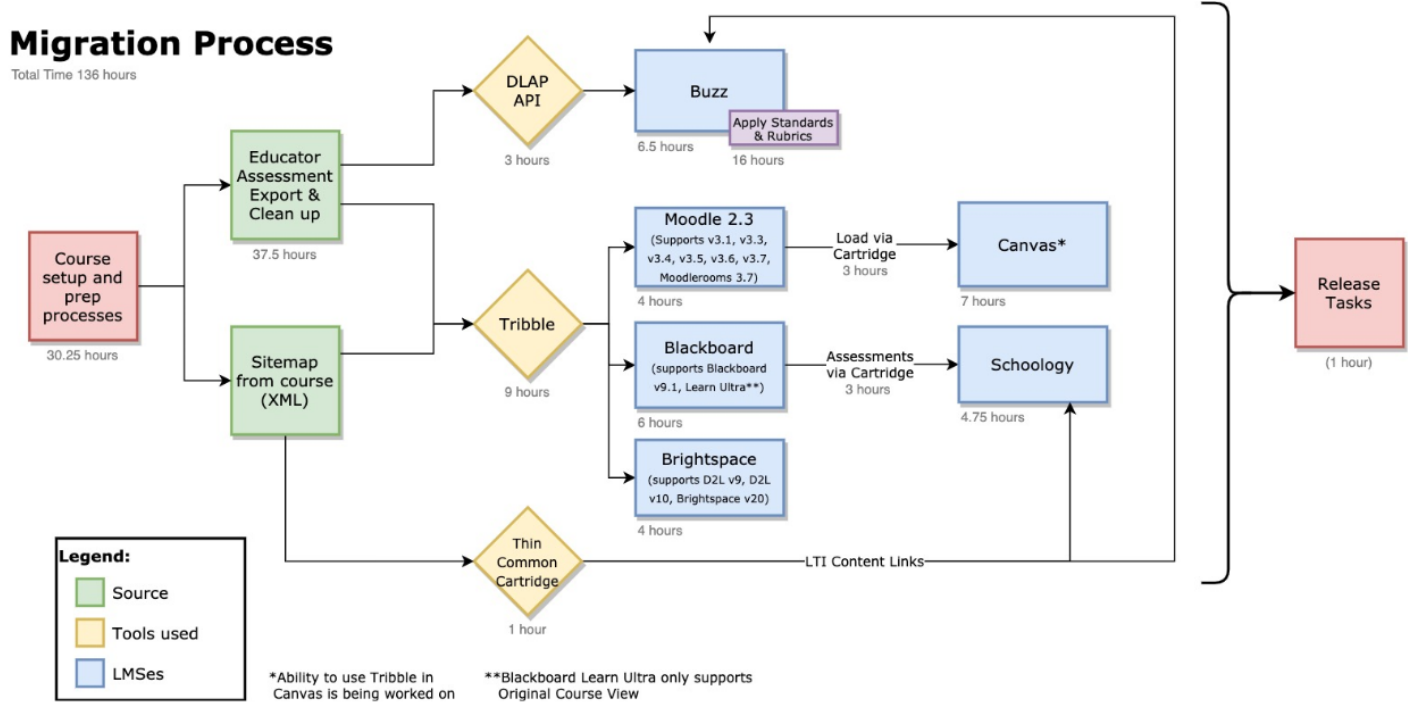 Migration Process
Total Time 136 hours
DLAP
API
3 hours
Buzz
Apply Standards
& Rubrics
6.5 hours
16 hours
Educator
Assessment
Export &
Clean up
37.5 hours
Course
setup and
prep
processes
30.25 hours
Sitemap
from course
(XML)
Tribble
9 hours
Moodle 2.3
(Supports v3.1, v3.3,
v3.4, v3.5, v3.6, v3.7,
Moodlerooms 3.7)
4 hours
Load via
Cartridge
3 hours
Canvas*
7 hours
Blackboard
(supports Blackboard
v9.1, Learn Ultra**)
6 hours
Assessments
via Cartridge
3 hours
Schoology
4.75 hours
Brightspace
(supports D2L v9, D2L
v10, Brightspace v20)
4 hours
Release
Tasks
(1 hour)
Thin
Common
Cartridge
1 hour
LTI Content Links
Legend:
Source
Tools used
LMSes
*Ability to use Tribble in
Canvas is being worked on
**Blackboard Learn Ultra only supports
Original Course View